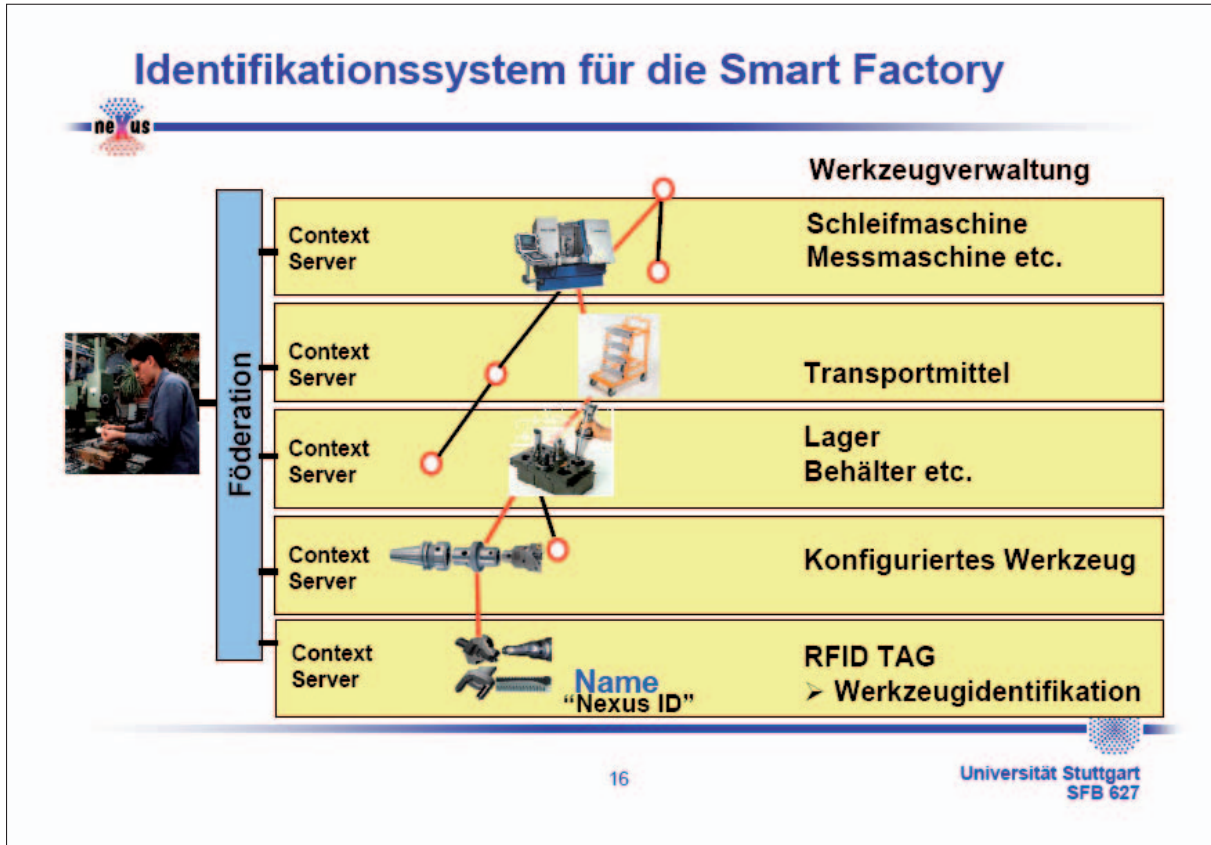 Identifikationssystem für die Smart Factory
nexus
Werkzeugverwaltung
Föderation
Context
Server
Schleifmaschine
Messmaschine etc.
Context
Server
Transportmittel
Context
Server
Lager
Behälter etc.
Context
Server
Konfiguriertes Werkzeug
Context
Server
Name
“Nexus ID”
RFID TAG
➢ Werkzeugidentifikation
16
Universität Stuttgart
SFB 627